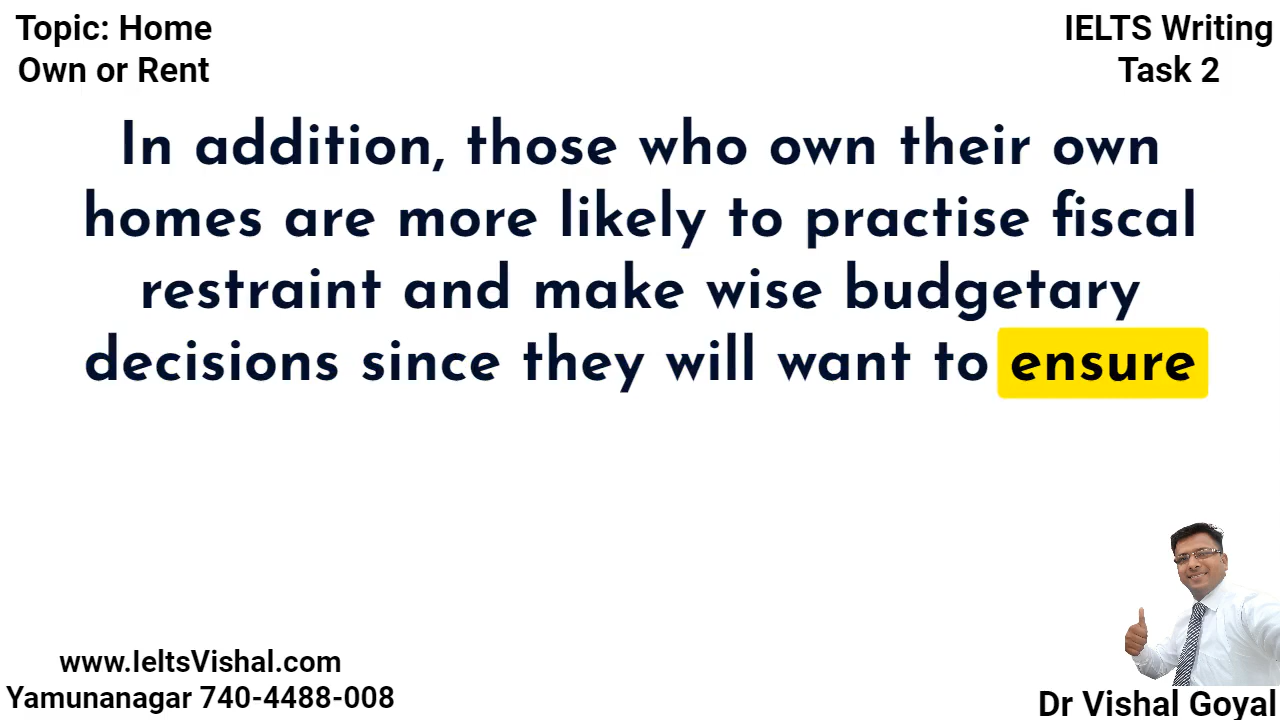 Topic: Home
Own or Rent
IELTS Writing
Task 2
In addition, those who own their own
homes are more likely to practise fiscal
restraint and make wise budgetary
decisions since they will want to ensure
www.IeltsVishal.com
Yamunanagar 740-4488-008
Dr Vishal Goyal